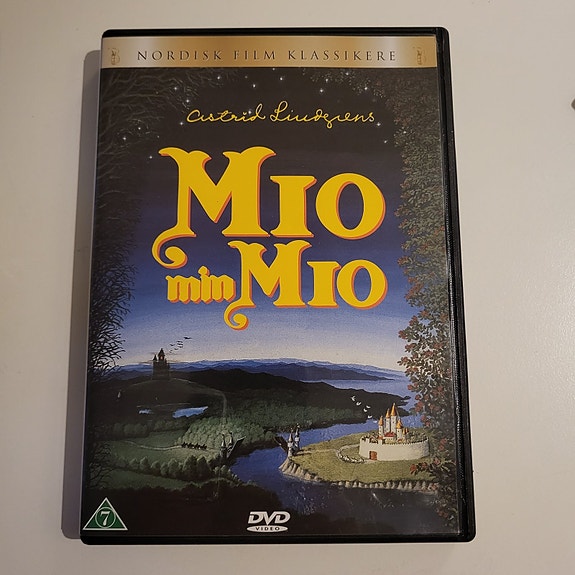 NORDISK FILM KLASSIKERE
Astrid Lindgrens
MIO
min MIO
7
DVD
VIDEO